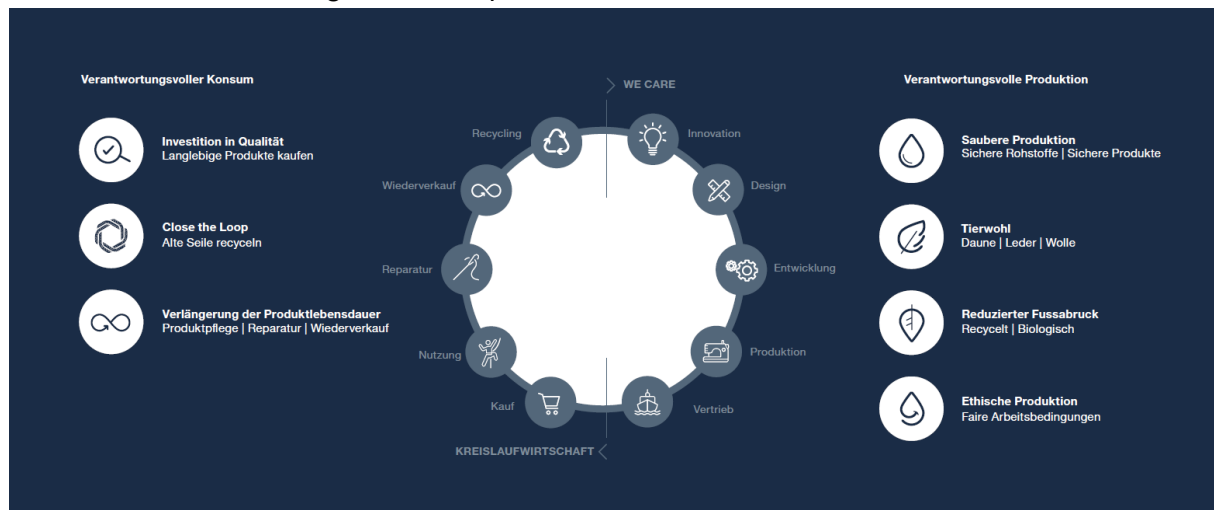 Verantwortungsvoller Konsum
Investition in Qualität
Langlebige Produkte kaufen
Close the Loop
Alte Seile recyceln
Verlängerung der Produktlebensdauer
Produktpflege | Reparatur | Wiederverkauf
WE CARE
Recycling
Innovation
Wiederverkauf
Design
Reparatur
Entwicklung
Nutzung
Produktion
Kauf
Vertrieb
KREISLAUFWIRTSCHAFT
Verantwortungsvolle Produktion
Saubere Produktion
Sichere Rohstoffe | Sichere Produkte
Tierwohl
Daune | Leder | Wolle
Reduzierter Fussabruck
Recycelt | Biologisch
Ethische Produktion
Faire Arbeitsbedingungen